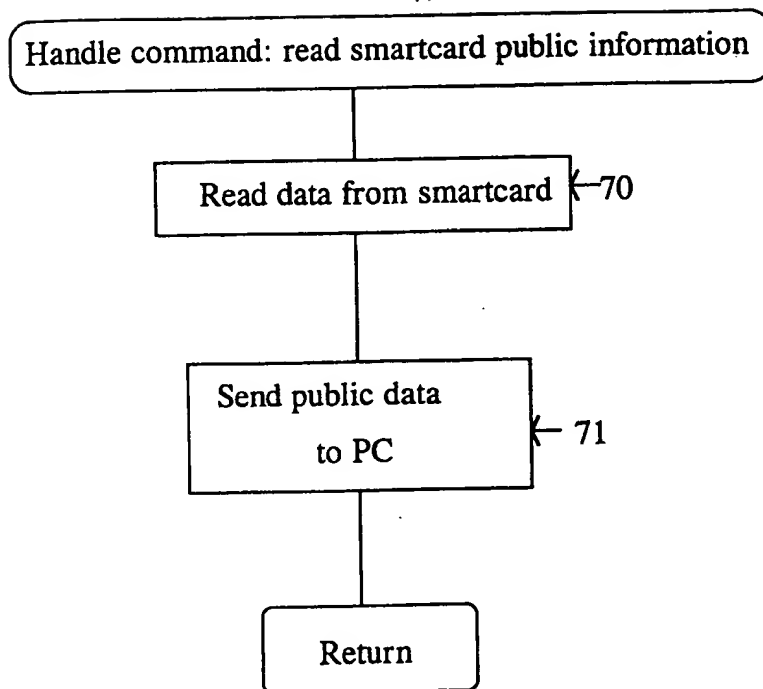 Handle command: read smartcard public information
Read data from smartcard
70
Send public data
to PC
71
Return